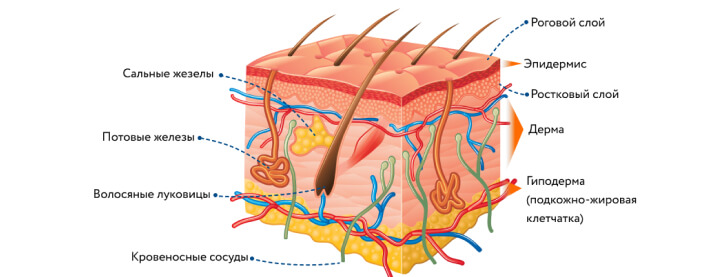 Роговой слой
Эпидермис
Сальные жезелы
Ростковый слой
Дерма
Потовые железы
Гиподерма
(подкожно-жировая
клетчатка)
Волосяные луковицы
Кровеносные сосуды